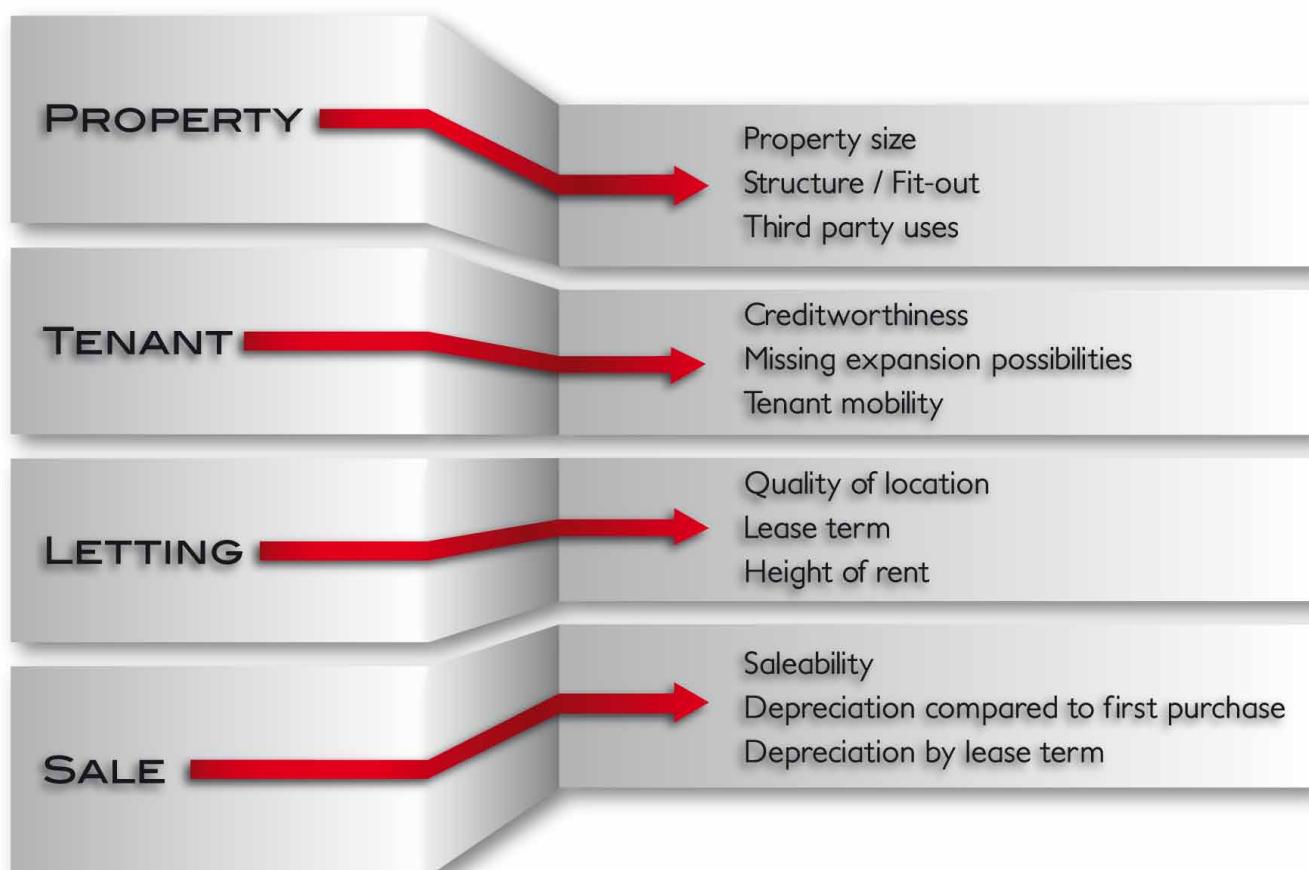 PROPERTY
Property size
Structure / Fit-out
Third party uses
TENANT
Creditworthiness
Missing expansion possibilities
Tenant mobility
LETTING
Quality of location
Lease term
Height of rent
SALE
Saleability
Depreciation compared to first purchase
Depreciation by lease term